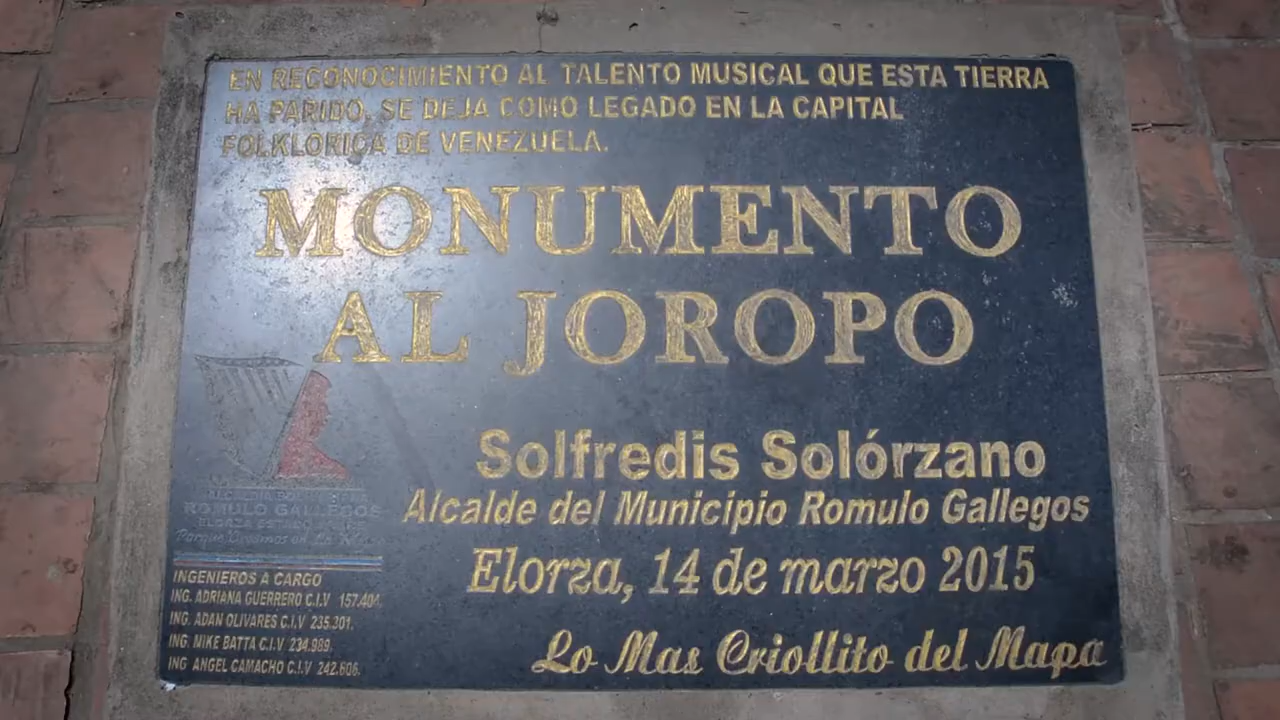 EN RECONOCIMIENTO AL TALENTO MUSICAL QUE ESTA TIERRA
HA PARIDO, SE DEJA COMO LEGADO EN LA CAPITAL
FOLKLORICA DE VENEZUELA.
MONUMENTO
AL JOROPO
Solfredis Solórzano
Alcalde del Municipio Romulo Gallegos
Elorza, 14 de marzo 2015
Lo Mas Criollito del Mapa
ALCALDIA BOLIVARIANA
ROMULO GALLEGOS
ELORZA ESTADO APURE
INGENIEROS A CARGO
ING. ADRIANA GUERRERO C.I.V 157.404.
ING. ADAN OLIVARES C.I.V 235.301.
ING. MIKE BATTA C.I.V 234.989.
ING. ANGEL CAMACHO C.I.V 242.606.